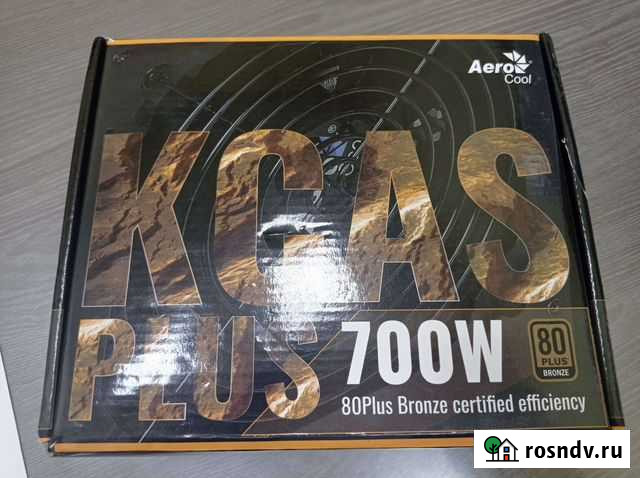 Aero
Cool
KCAS
PLUS
700W
80
PLUS
BRONZE
80Plus Bronze certified efficiency
rosndv.ru